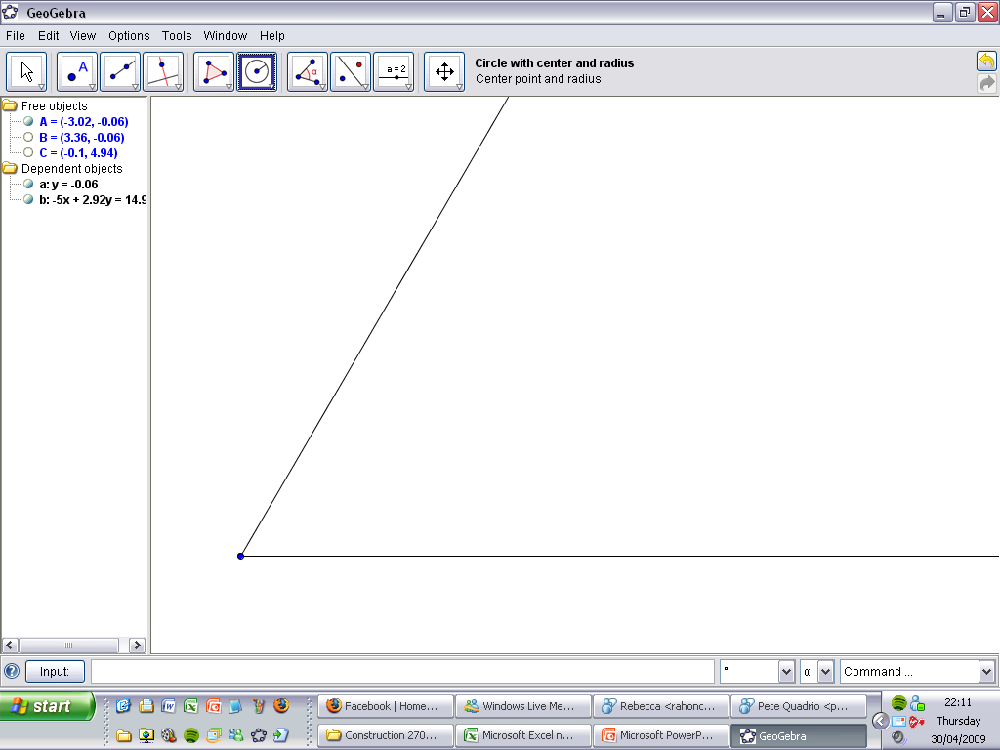 GeoGebra
File Edit View Options Tools Window Help
A
α
a = 2
Circle with center and radius
Center point and radius
Free objects
A = (-3.02, -0.06)
B = (3.36, -0.06)
C = (-0.1, 4.94)
Dependent objects
a: y = -0.06
b: -5x + 2.92y = 14.9
Input: ° α Command ...
start
Facebook | Home... Windows Live Me... Rebecca <rahonc... Pete Quadrio <p...
Construction 270... Microsoft Excel n... Microsoft PowerP... GeoGebra
22:11
Thursday
30/04/2009